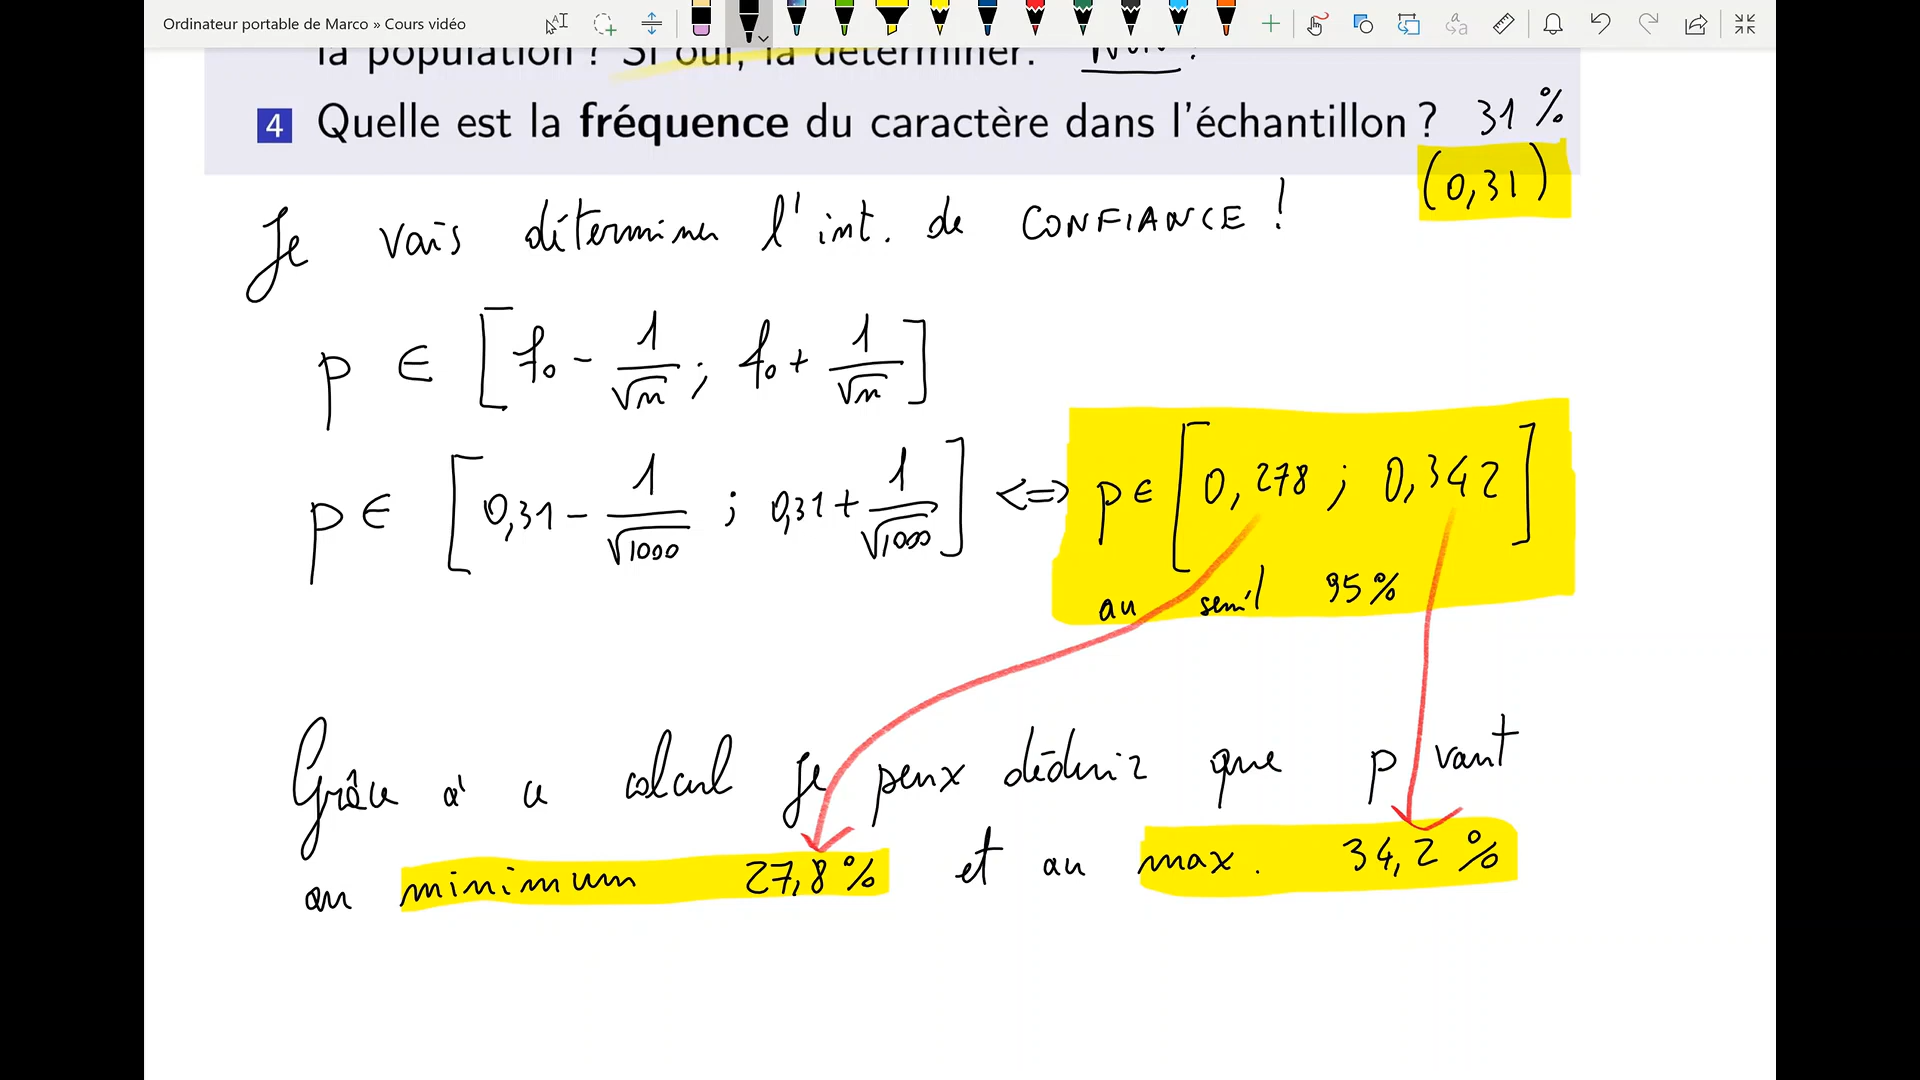 Ordinateur portable de Marco » Cours vidéo
la population ? Si oui, la déterminer. Non !
4 Quelle est la fréquence du caractère dans l'échantillon ? 31 %
(0,31)
Je vais déterminer l'int. de CONFIANCE !
p ∈ [f₀ - 1/√n ; f₀ + 1/√n]
p ∈ [0,31 - 1/√1000 ; 0,31 + 1/√1000] <=> p ∈ [0,278 ; 0,342]
au seuil 95 %
Grâce à ce calcul je peux déduire que p vaut
au minimum 27,8 % et au max. 34,2 %